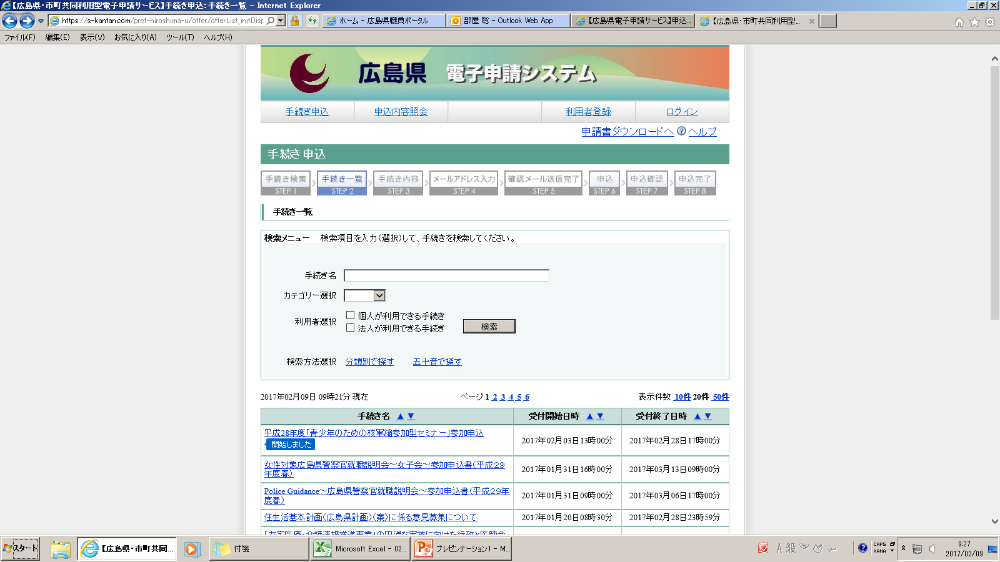 【広島県・市町共同利用型電子申請サービス】手続き申込：手続き一覧 - Internet Explorer
https://s-kantan.com/pref-hiroshima-u/offer/offerList_initDisp
ホーム - 広島県職員ポータル
部屋 聡 - Outlook Web App
【広島県電子申請サービス】申込...
【広島県・市町共同利用型...
ファイル(F) 編集(E) 表示(V) お気に入り(A) ツール(T) ヘルプ(H)
広島県 電子申請システム
手続き申込 申込内容照会 利用者登録 ログイン
申請書ダウンロードへ ? ヘルプ
手続き申込
手続き検索 手続き一覧 手続き内容 メールアドレス入力 確認メール送信完了 申込 申込確認 申込完了
STEP 1 STEP 2 STEP 3 STEP 4 STEP 5 STEP 6 STEP 7 STEP 8
手続き一覧
検索メニュー 検索項目を入力(選択)して、手続きを検索してください。
手続き名
カテゴリー選択
利用者選択
個人が利用できる手続き
法人が利用できる手続き
検索
検索方法選択 分類別で探す 五十音で探す
2017年02月09日 09時21分 現在 ページ 1 2 3 4 5 6 表示件数 10件 20件 50件
手続き名 ▲ ▼ 受付開始日時 ▲ ▼ 受付終了日時 ▲ ▼
平成28年度「青少年のための核軍縮参加型セミナー」参加申込
開始しました
2017年02月03日13時00分 2017年02月28日17時00分
女性対象広島県警察官就職説明会～女子会～参加申込書(平成29
年度春)
2017年01月31日16時00分 2017年03月13日09時00分
Police Guidance～広島県警察官就職説明会～参加申込書(平成29年
度春)
2017年01月31日09時00分 2017年03月06日17時00分
住生活基本計画(広島県計画)(案)に係る意見募集について 2017年01月20日08時30分 2017年02月28日23時59分
「在宅医療・介護連携推進事業」の円滑な実施に向けた行政と医師会
スタート
【広島県・市町共同...
付箋
Microsoft Excel - 02...
プレゼンテーション1 - M...
A 般
CAPS
KANA
9:27
2017/02/09